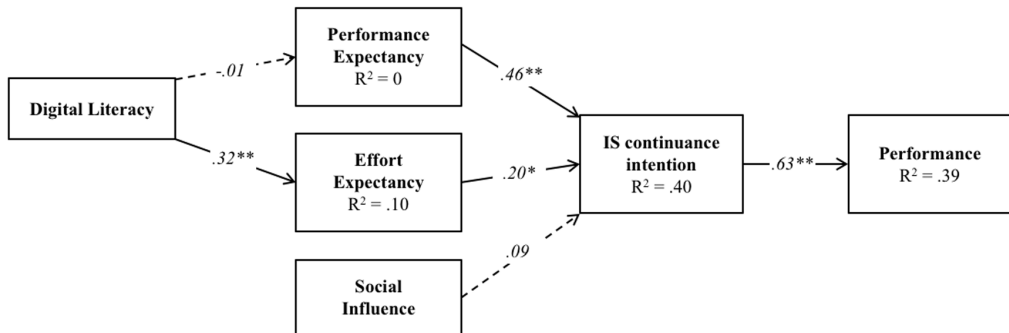 Performance
Expectancy
R² = 0
-.01
.46**
Digital Literacy
IS continuance
intention
R² = .40
Performance
R² = .39
.63**
.32**
Effort
Expectancy
R² = .10
.20*
.09
Social
Influence